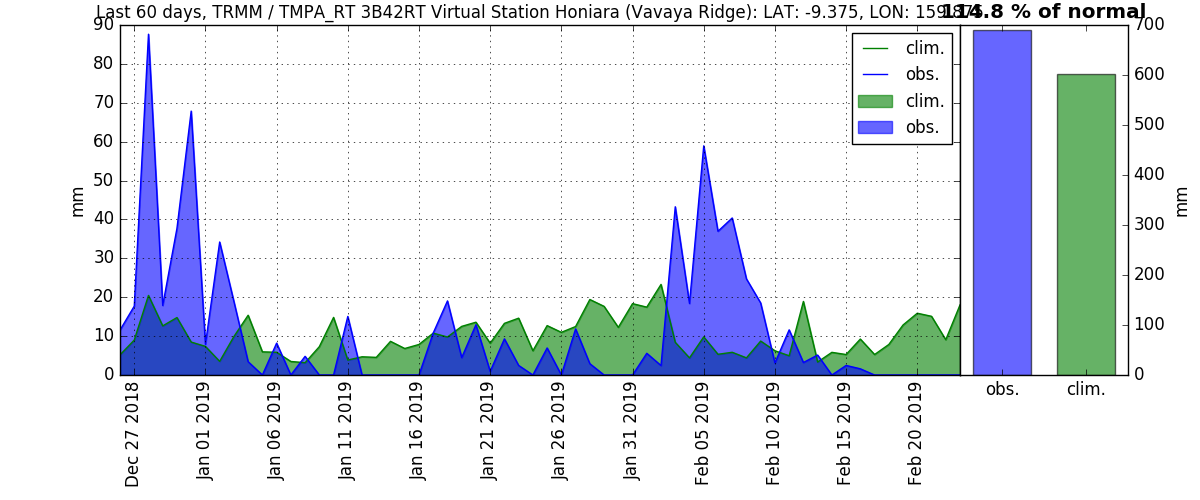 Last 60 days, TRMM / TMPA_RT 3B42RT Virtual Station Honiara (Vavaya Ridge): LAT: -9.375, LON: 159.875
114.8 % of normal
90
80
70
60
50
40
30
20
10
0
mm
clim.
obs.
clim.
obs.
700
600
500
400
300
200
100
0
mm
obs.
clim.
Dec 27 2018
Jan 01 2019
Jan 06 2019
Jan 11 2019
Jan 16 2019
Jan 21 2019
Jan 26 2019
Jan 31 2019
Feb 05 2019
Feb 10 2019
Feb 15 2019
Feb 20 2019